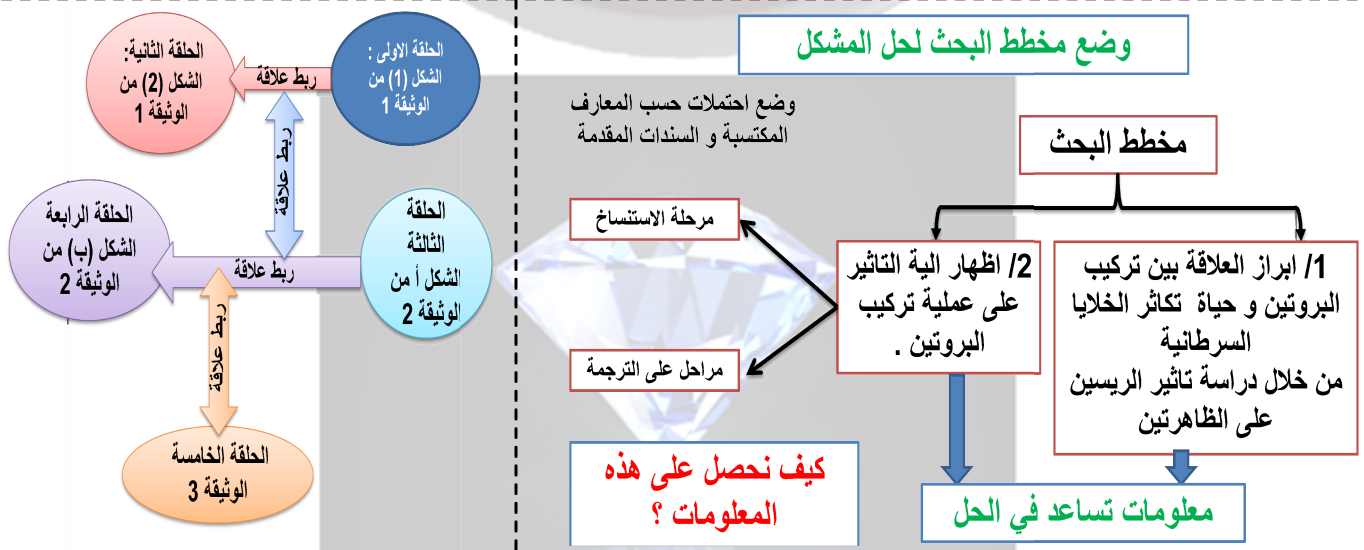 وضع مخطط البحث لحل المشكل
وضع احتملات حسب المعارف
المكتسبة و السندات المقدمة
مخطط البحث
1/ ابراز العلاقة بين تركيب
البروتين و حياة تكاثر الخلايا
السرطانية
من خلال دراسة تاثير الريسين
على الظاهرتين
2/ اظهار الية التاثير
على عملية تركيب
البروتين .
مرحلة الاستنساخ
مراحل على الترجمة
معلومات تساعد في الحل
كيف نحصل على هذه
المعلومات ؟
الحلقة الاولى :
الشكل (1) من
الوثيقة 1
ربط علاقة
الحلقة الثانية:
الشكل (2) من
الوثيقة 1
ربط علاقة
الحلقة
الثالثة
الشكل أ من
الوثيقة 2
ربط علاقة
الحلقة الرابعة
الشكل (ب) من
الوثيقة 2
ربط علاقة
الحلقة الخامسة
الوثيقة 3